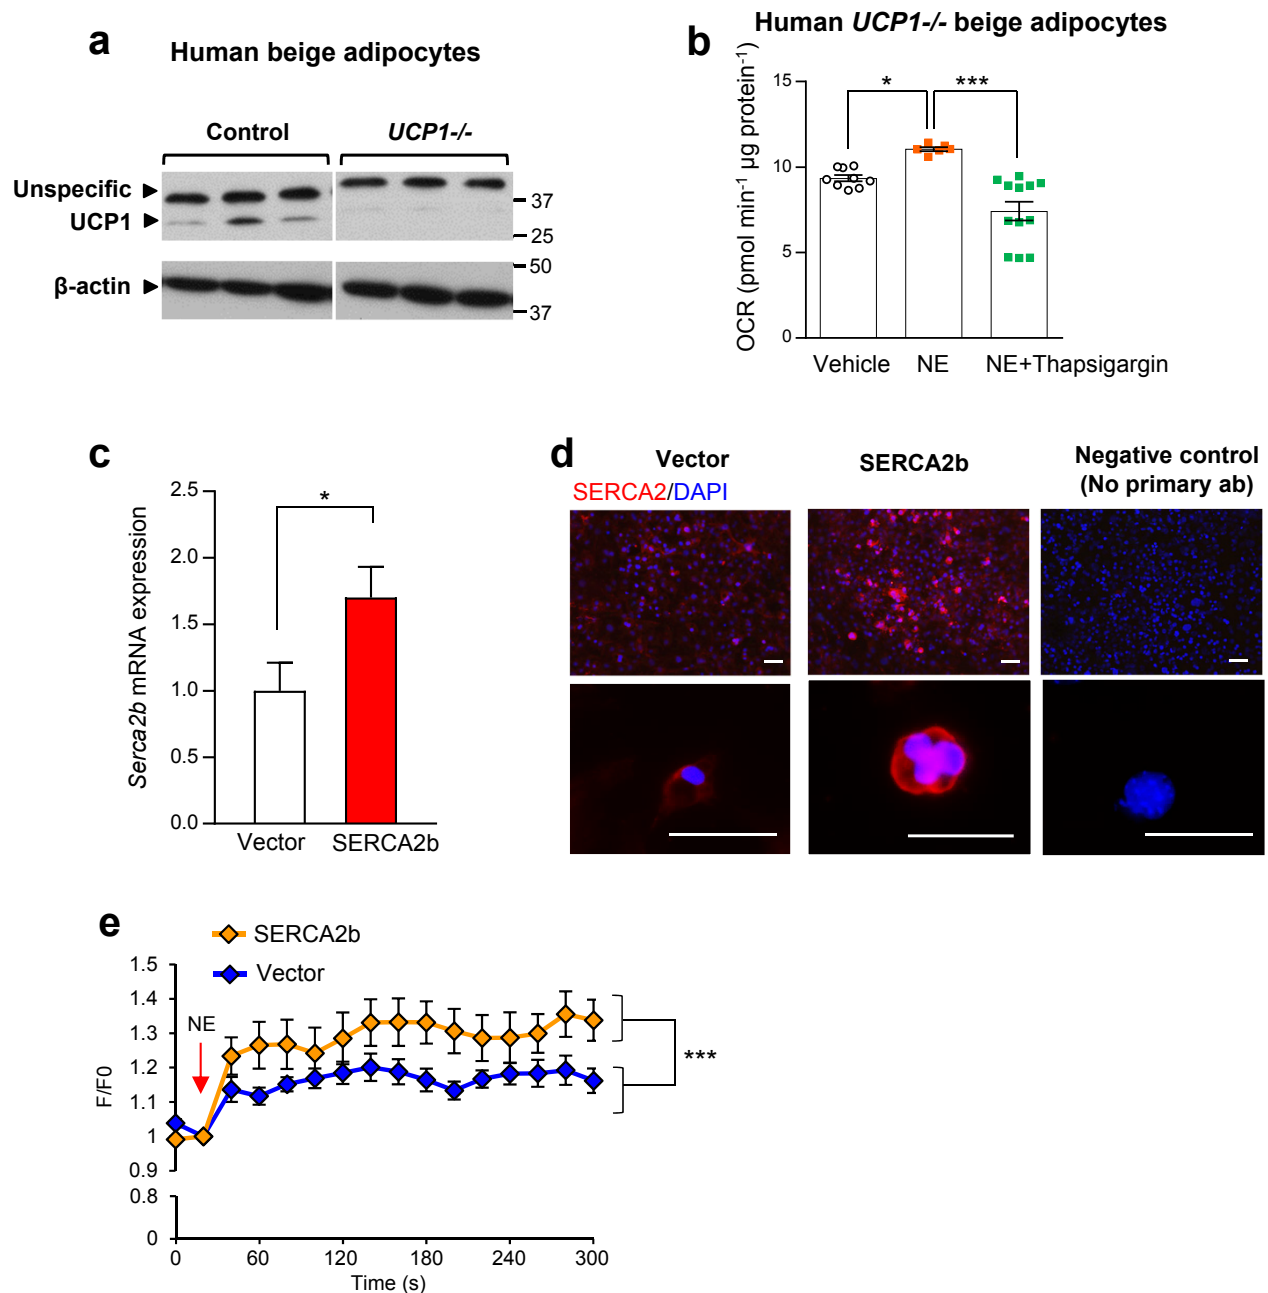 a
Human beige adipocytes
Control
UCP1-/-
Unspecific
UCP1
37
25
β-actin
50
37
b
Human UCP1-/- beige adipocytes
OCR (pmol min⁻¹ µg protein⁻¹)
15
10
5
0
*
***
Vehicle
NE
NE+Thapsigargin
c
Serca2b mRNA expression
2.5
2.0
1.5
1.0
0.5
0.0
*
Vector
SERCA2b
d
Vector
SERCA2b
Negative control
(No primary ab)
SERCA2/DAPI
e
SERCA2b
Vector
F/F0
1.5
1.4
1.3
1.2
1.1
1
0.9
0.8
0
NE
***
0
60
120
180
240
300
Time (s)